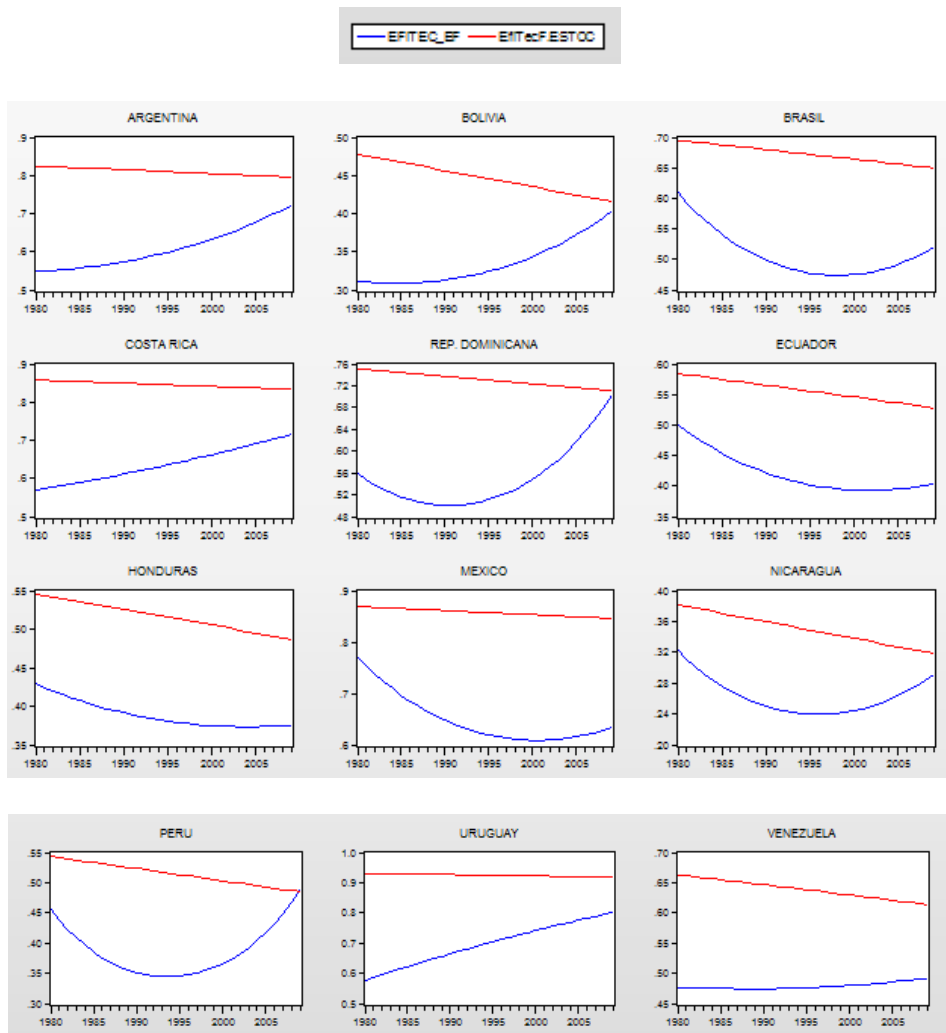 EFITEC_EF EfiTecF.ESTOC
ARGENTINA BOLIVIA BRASIL
.9 .50 .70
.8 .45 .65
.7 .40 .60
.6 .35 .55
.5 .30 .50
.45
1980 1985 1990 1995 2000 2005 1980 1985 1990 1995 2000 2005 1980 1985 1990 1995 2000 2005
COSTA RICA REP. DOMINICANA ECUADOR
.9 .76 .60
.8 .72 .55
.7 .68 .50
.6 .64 .45
.5 .60 .40
.56 .35
.52
.48
1980 1985 1990 1995 2000 2005 1980 1985 1990 1995 2000 2005 1980 1985 1990 1995 2000 2005
HONDURAS MEXICO NICARAGUA
.55 .9 .40
.50 .8 .36
.45 .7 .32
.40 .6 .28
.35 .24
.20
1980 1985 1990 1995 2000 2005 1980 1985 1990 1995 2000 2005 1980 1985 1990 1995 2000 2005
PERU URUGUAY VENEZUELA
.55 1.0 .70
.50 0.9 .65
.45 0.8 .60
.40 0.7 .55
.35 0.6 .50
.30 0.5 .45
1980 1985 1990 1995 2000 2005 1980 1985 1990 1995 2000 2005 1980 1985 1990 1995 2000 2005